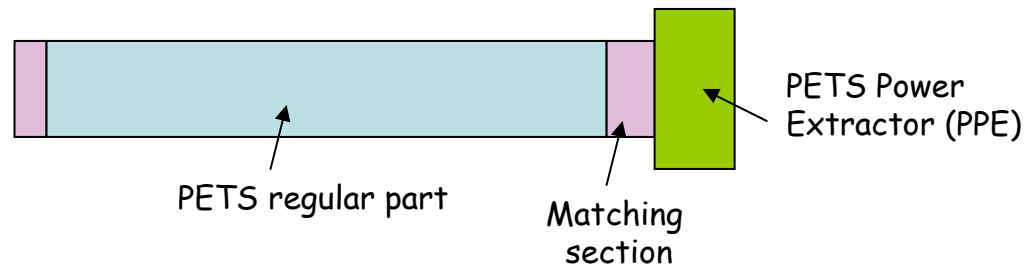 PETS Power
Extractor (PPE)
PETS regular part
Matching
section